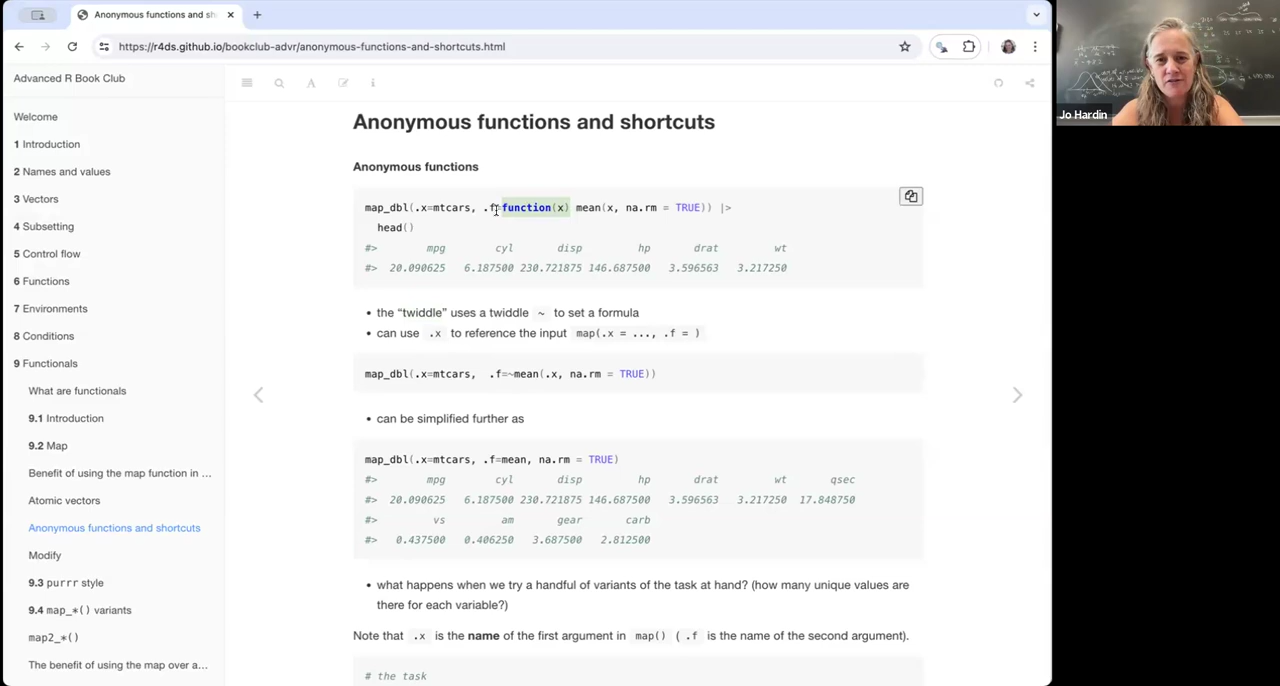 Anonymous functions and sh
https://r4ds.github.io/bookclub-advr/anonymous-functions-and-shortcuts.html
Jo Hardin
Advanced R Book Club
Welcome
1 Introduction
2 Names and values
3 Vectors
4 Subsetting
5 Control flow
6 Functions
7 Environments
8 Conditions
9 Functionals
What are functionals
9.1 Introduction
9.2 Map
Benefit of using the map function in ...
Atomic vectors
Anonymous functions and shortcuts
Modify
9.3 purrr style
9.4 map_*() variants
map2_*()
The benefit of using the map over a...
Anonymous functions and shortcuts
Anonymous functions
map_dbl(.x=mtcars, .f=function(x) mean(x, na.rm = TRUE)) |>
head()
#> mpg cyl disp hp drat wt
#> 20.090625 6.187500 230.721875 146.687500 3.596563 3.217250
• the “twiddle” uses a twiddle ~ to set a formula
• can use .x to reference the input map(.x = ..., .f = )
map_dbl(.x=mtcars, .f=~mean(.x, na.rm = TRUE))
• can be simplified further as
map_dbl(.x=mtcars, .f=mean, na.rm = TRUE)
#> mpg cyl disp hp drat wt qsec
#> 20.090625 6.187500 230.721875 146.687500 3.596563 3.217250 17.848750
#> vs am gear carb
#> 0.437500 0.406250 3.687500 2.812500
• what happens when we try a handful of variants of the task at hand? (how many unique values are
there for each variable?)
Note that .x is the name of the first argument in map() ( .f is the name of the second argument).
# the task